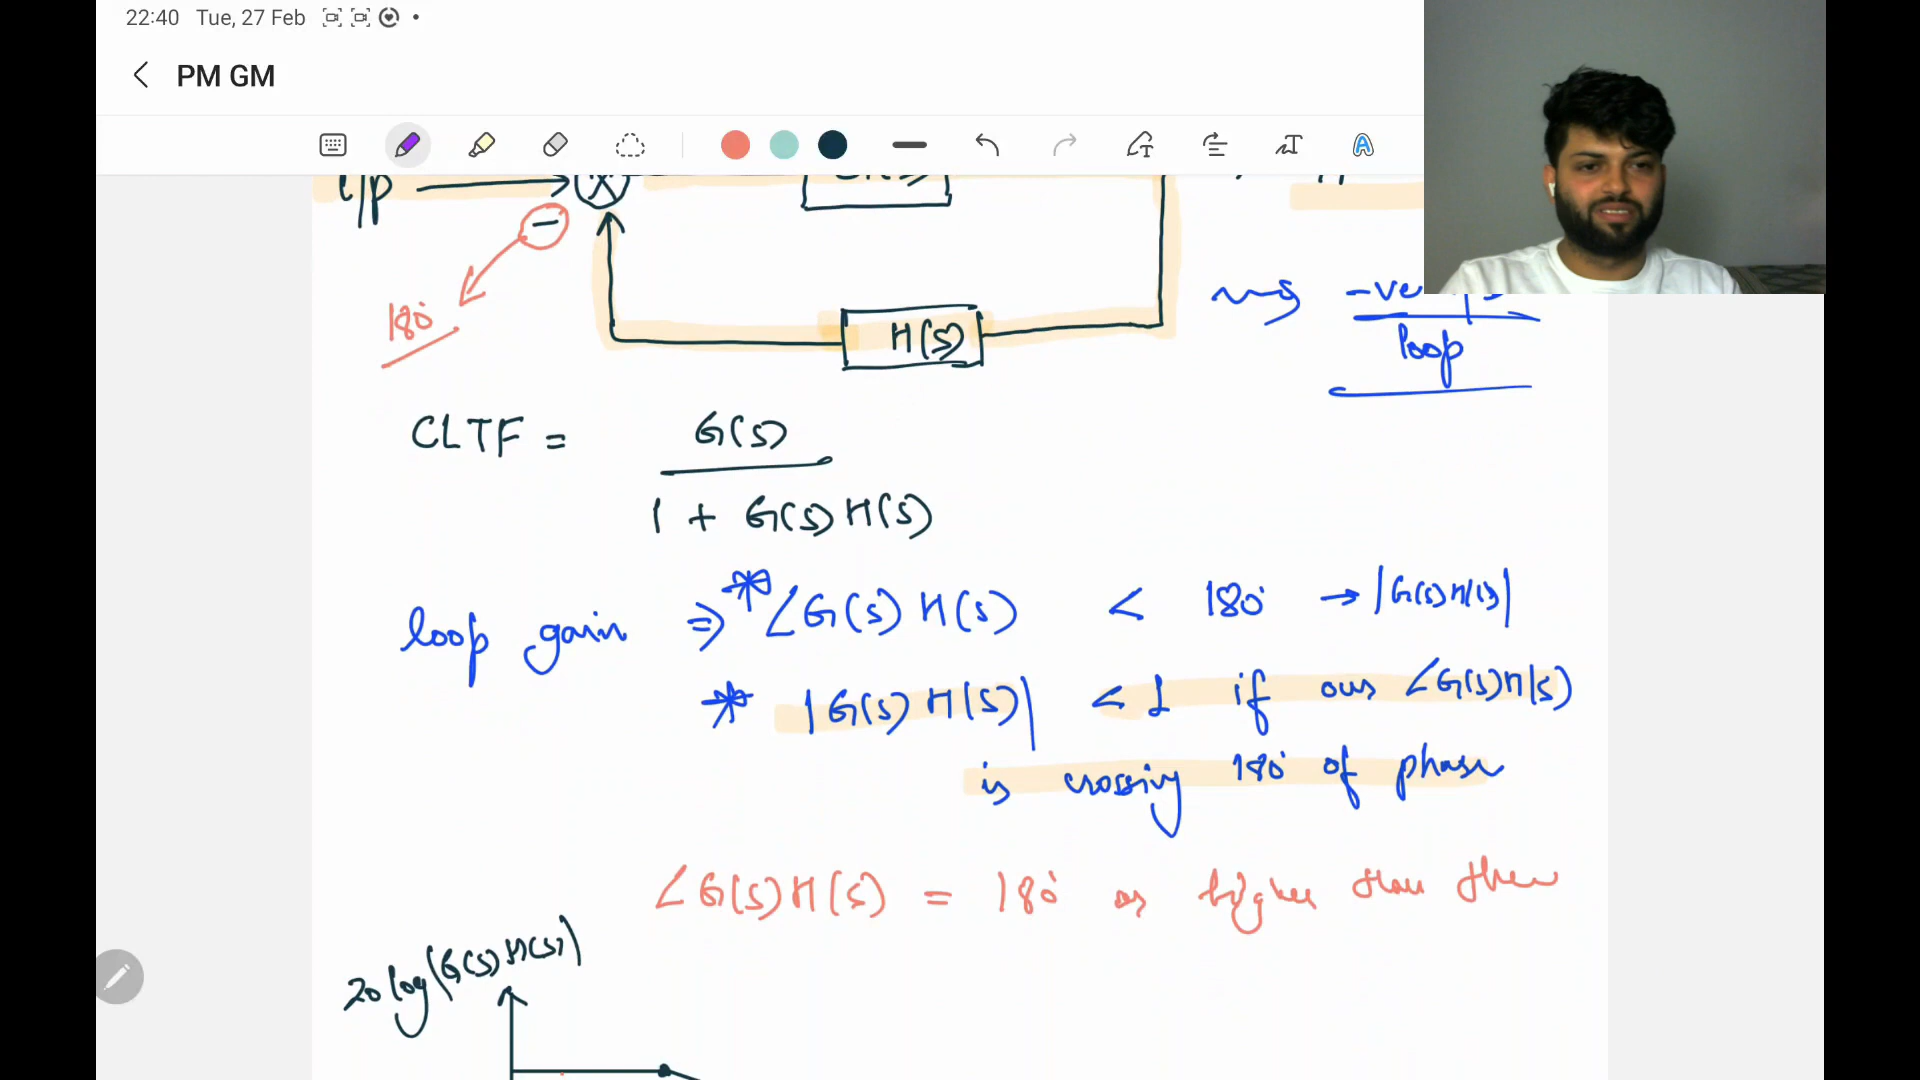 22:40 Tue, 27 Feb
PM GM
i/p
−
180°
H(s)
-ve
loop
CLTF = G(s)
1 + G(s) H(s)
loop gain ⇒ * ∠G(s) H(s) < 180° → |G(s)H(s)|
* |G(s) H(s)| < 1 if our ∠G(s)H(s)
is crossing 180° of phase
∠G(s)H(s) = 180° or higher than then
20 log|G(s) H(s)|